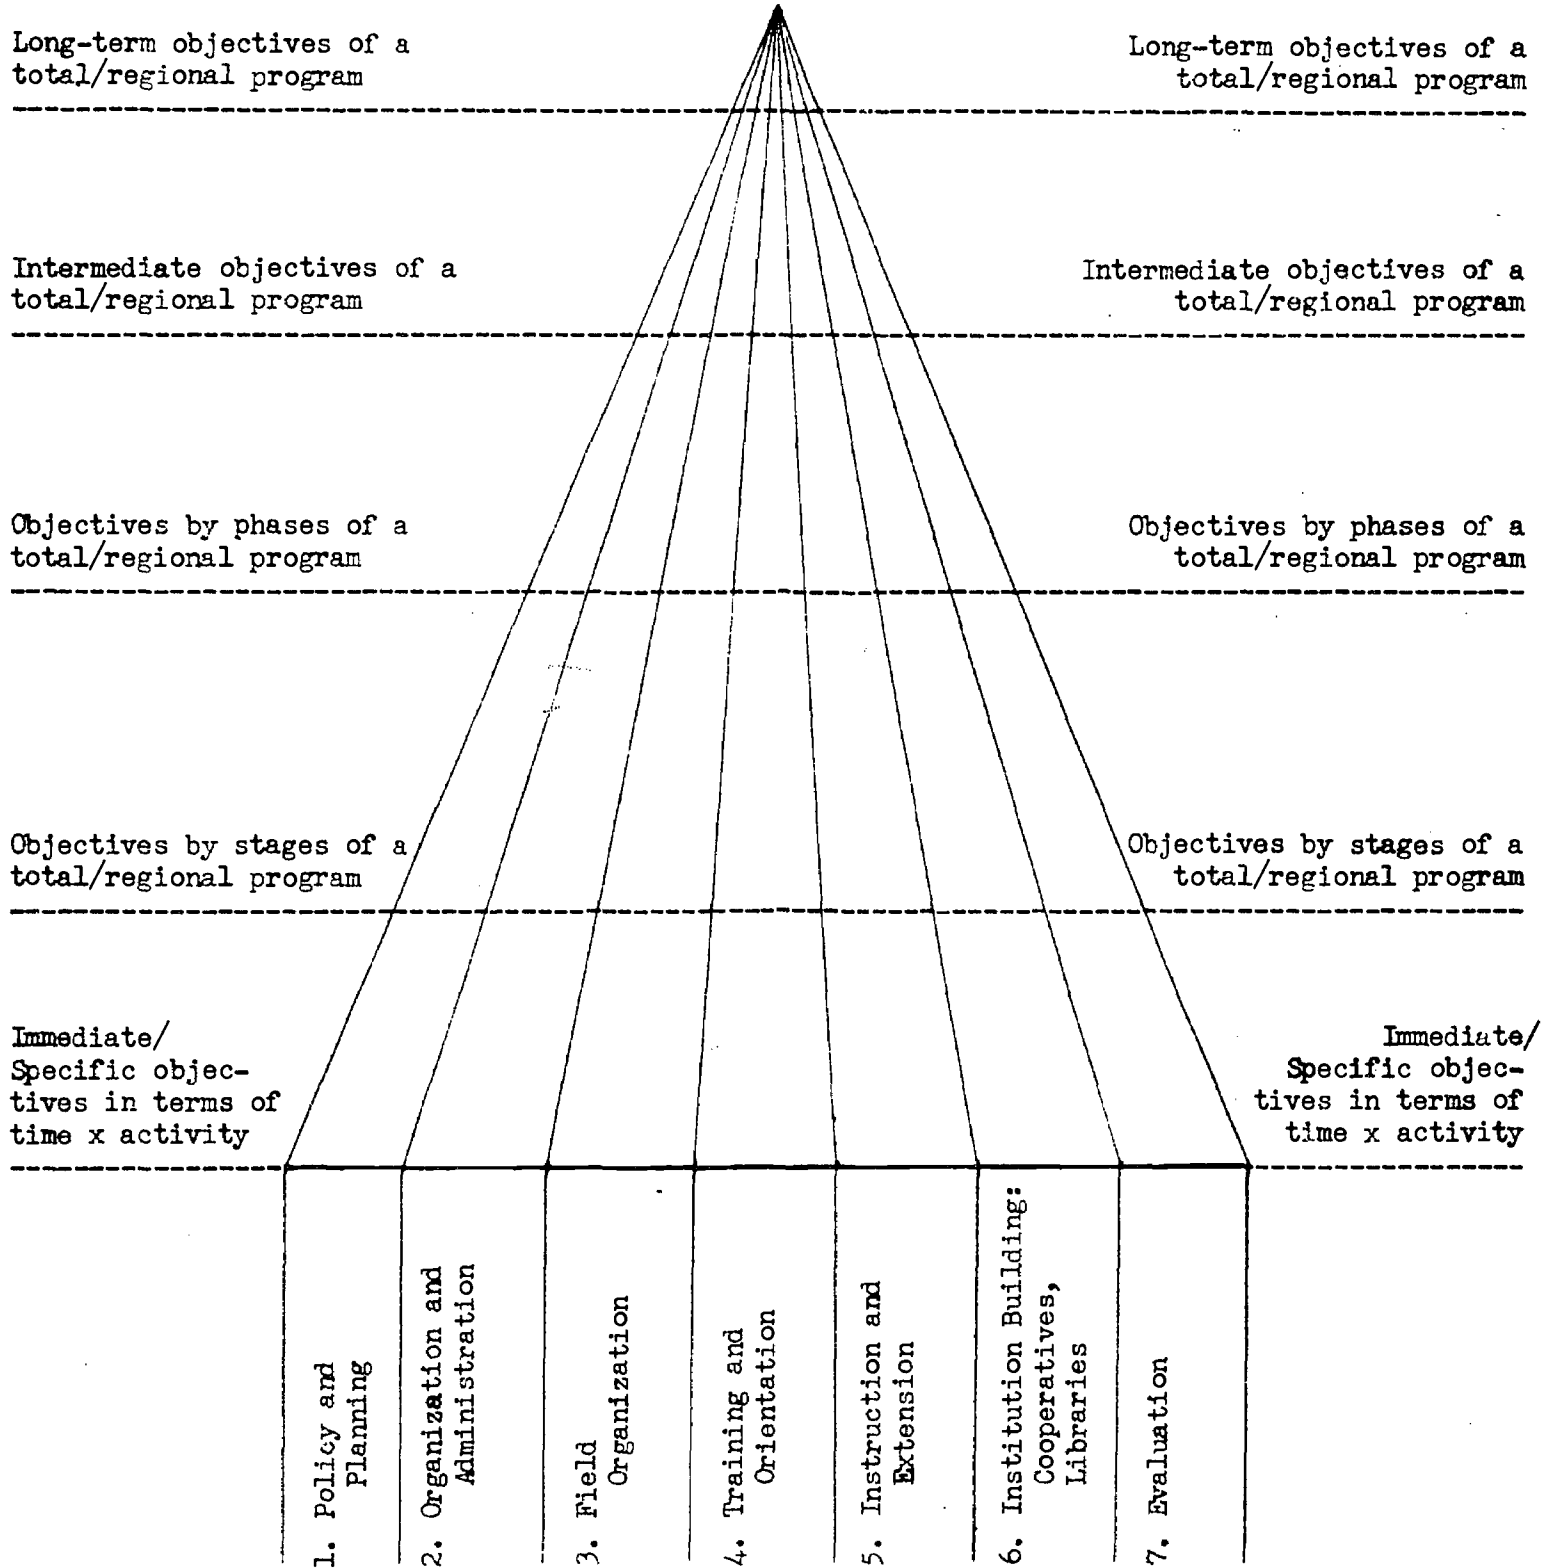 Long-term objectives of a
total/regional program
Long-term objectives of a
total/regional program
Intermediate objectives of a
total/regional program
Intermediate objectives of a
total/regional program
Objectives by phases of a
total/regional program
Objectives by phases of a
total/regional program
Objectives by stages of a
total/regional program
Objectives by stages of a
total/regional program
Immediate/
Specific objec-
tives in terms of
time x activity
Immediate/
Specific objec-
tives in terms of
time x activity
1. Policy and
Planning
2. Organization and
Administration
3. Field
Organization
4. Training and
Orientation
5. Instruction and
Extension
6. Institution Building:
Cooperatives,
Libraries
7. Evaluation